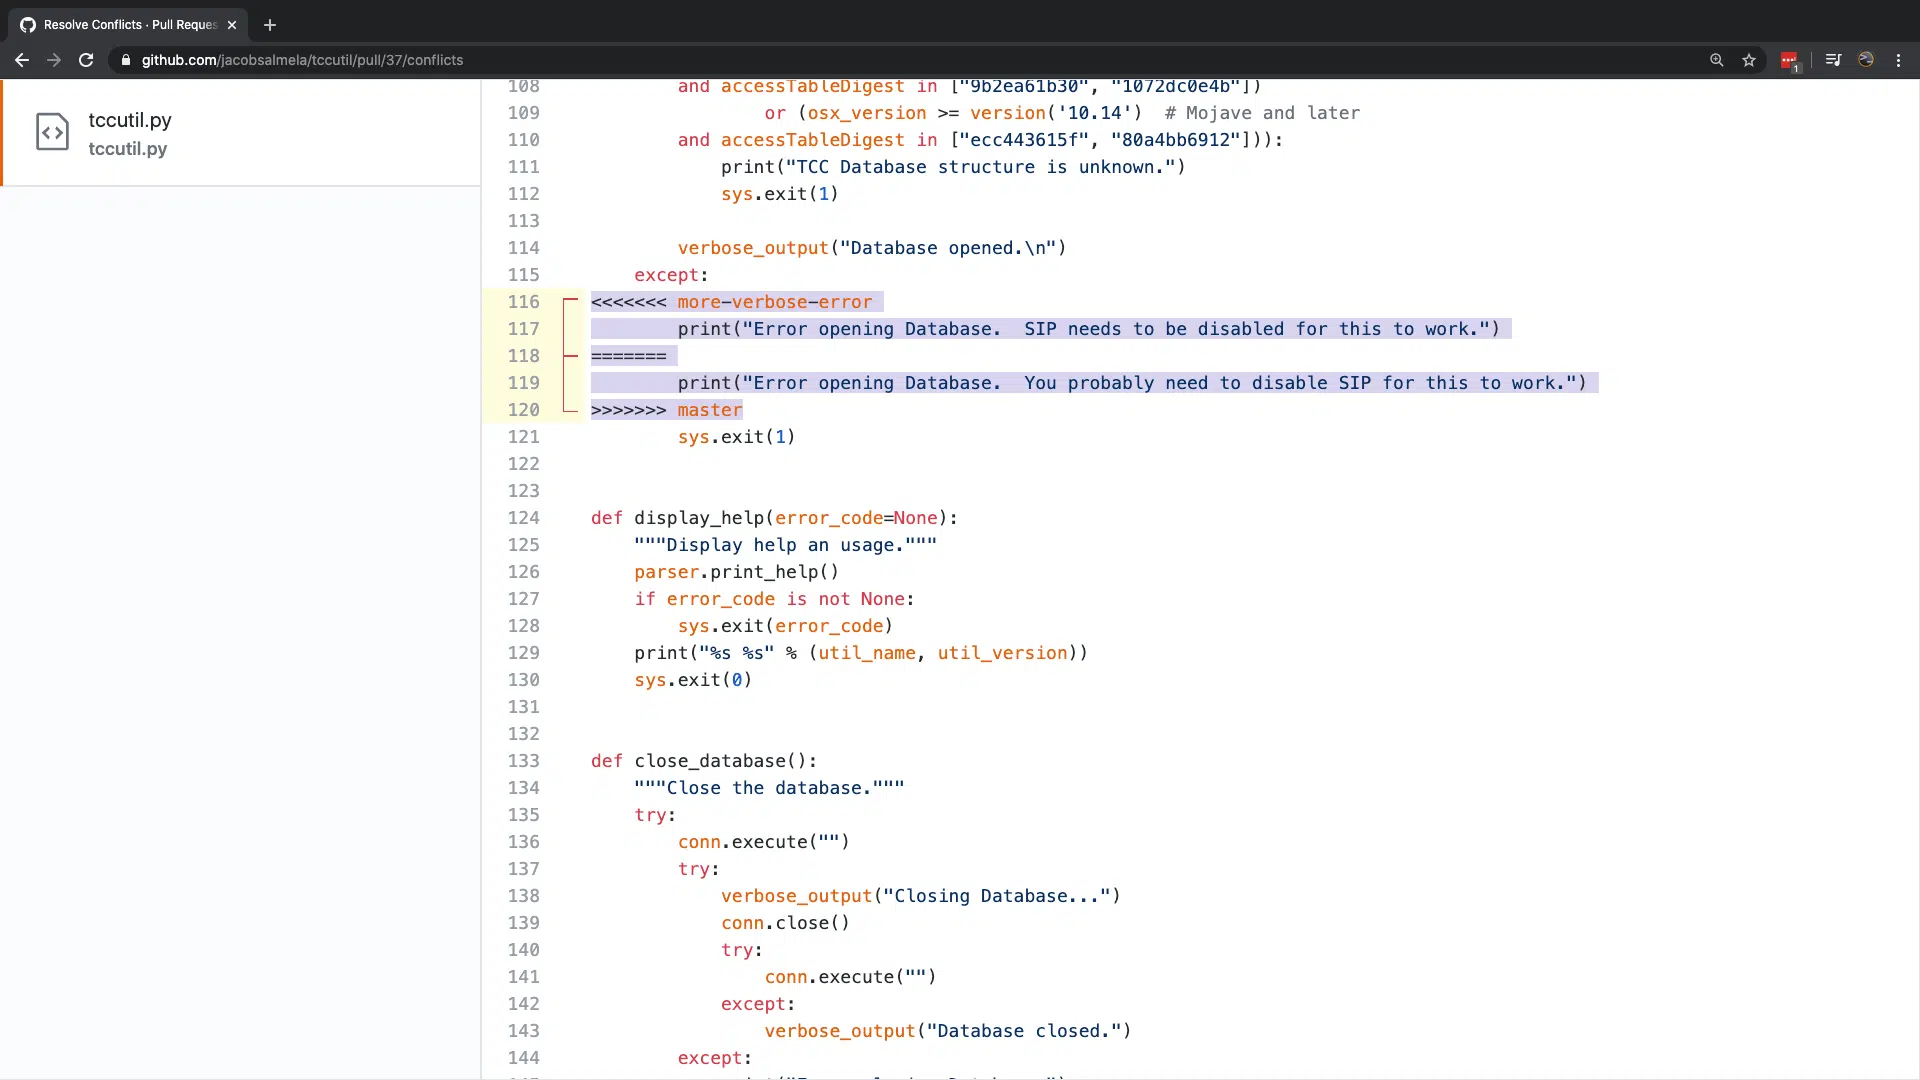 Resolve Conflicts · Pull Reques
github.com/jacobsalmela/tccutil/pull/37/conflicts
1
tccutil.py
tccutil.py
108 and accessTableDigest in ["9b2ea61b30", "1072dc0e4b"])
109 or (osx_version >= version('10.14')  # Mojave and later
110 and accessTableDigest in ["ecc443615f", "80a4bb6912"])):
111 print("TCC Database structure is unknown.")
112 sys.exit(1)
113
114 verbose_output("Database opened.\n")
115 except:
116 <<<<<<< more-verbose-error
117 print("Error opening Database.  SIP needs to be disabled for this to work.")
118 =======
119 print("Error opening Database.  You probably need to disable SIP for this to work.")
120 >>>>>>> master
121 sys.exit(1)
122
123
124 def display_help(error_code=None):
125 """Display help an usage."""
126 parser.print_help()
127 if error_code is not None:
128 sys.exit(error_code)
129 print("%s %s" % (util_name, util_version))
130 sys.exit(0)
131
132
133 def close_database():
134 """Close the database."""
135 try:
136 conn.execute("")
137 try:
138 verbose_output("Closing Database...")
139 conn.close()
140 try:
141 conn.execute("")
142 except:
143 verbose_output("Database closed.")
144 except: